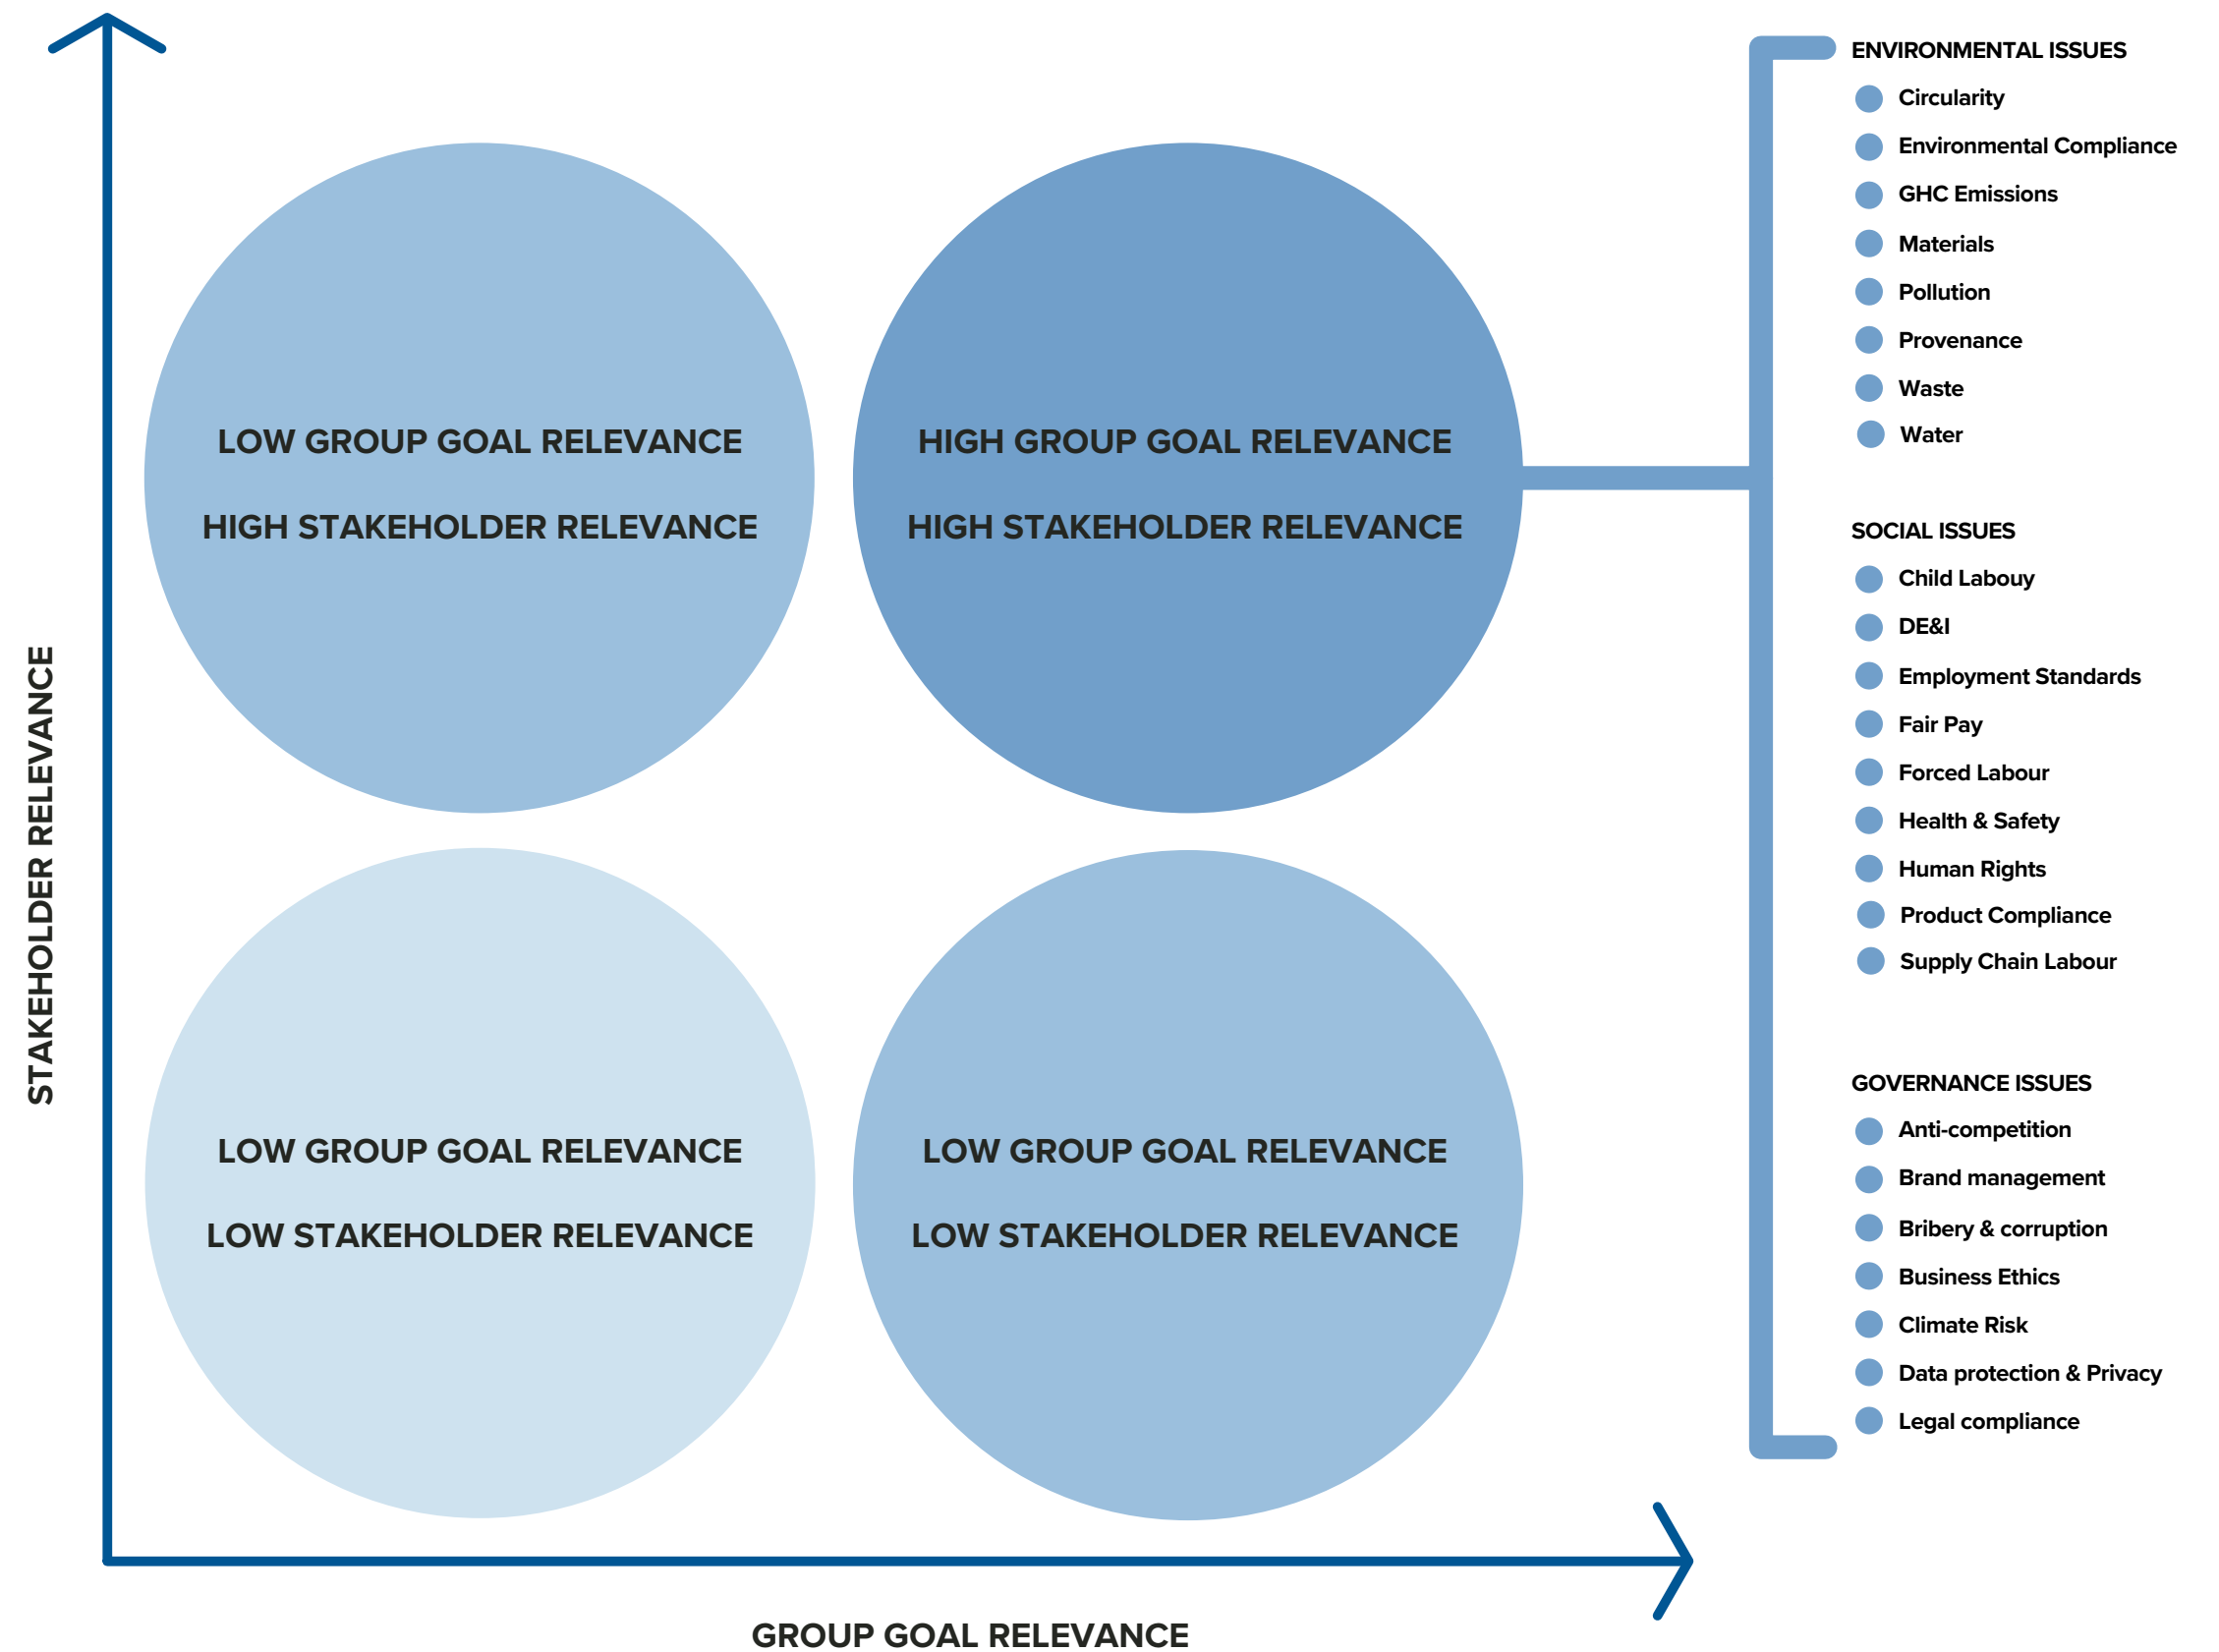 STAKEHOLDER RELEVANCE
LOW GROUP GOAL RELEVANCE
HIGH STAKEHOLDER RELEVANCE
HIGH GROUP GOAL RELEVANCE
HIGH STAKEHOLDER RELEVANCE
LOW GROUP GOAL RELEVANCE
LOW STAKEHOLDER RELEVANCE
LOW GROUP GOAL RELEVANCE
LOW STAKEHOLDER RELEVANCE
GROUP GOAL RELEVANCE
ENVIRONMENTAL ISSUES
Circularity
Environmental Compliance
GHC Emissions
Materials
Pollution
Provenance
Waste
Water
SOCIAL ISSUES
Child Labouy
DE&I
Employment Standards
Fair Pay
Forced Labour
Health & Safety
Human Rights
Product Compliance
Supply Chain Labour
GOVERNANCE ISSUES
Anti-competition
Brand management
Bribery & corruption
Business Ethics
Climate Risk
Data protection & Privacy
Legal compliance